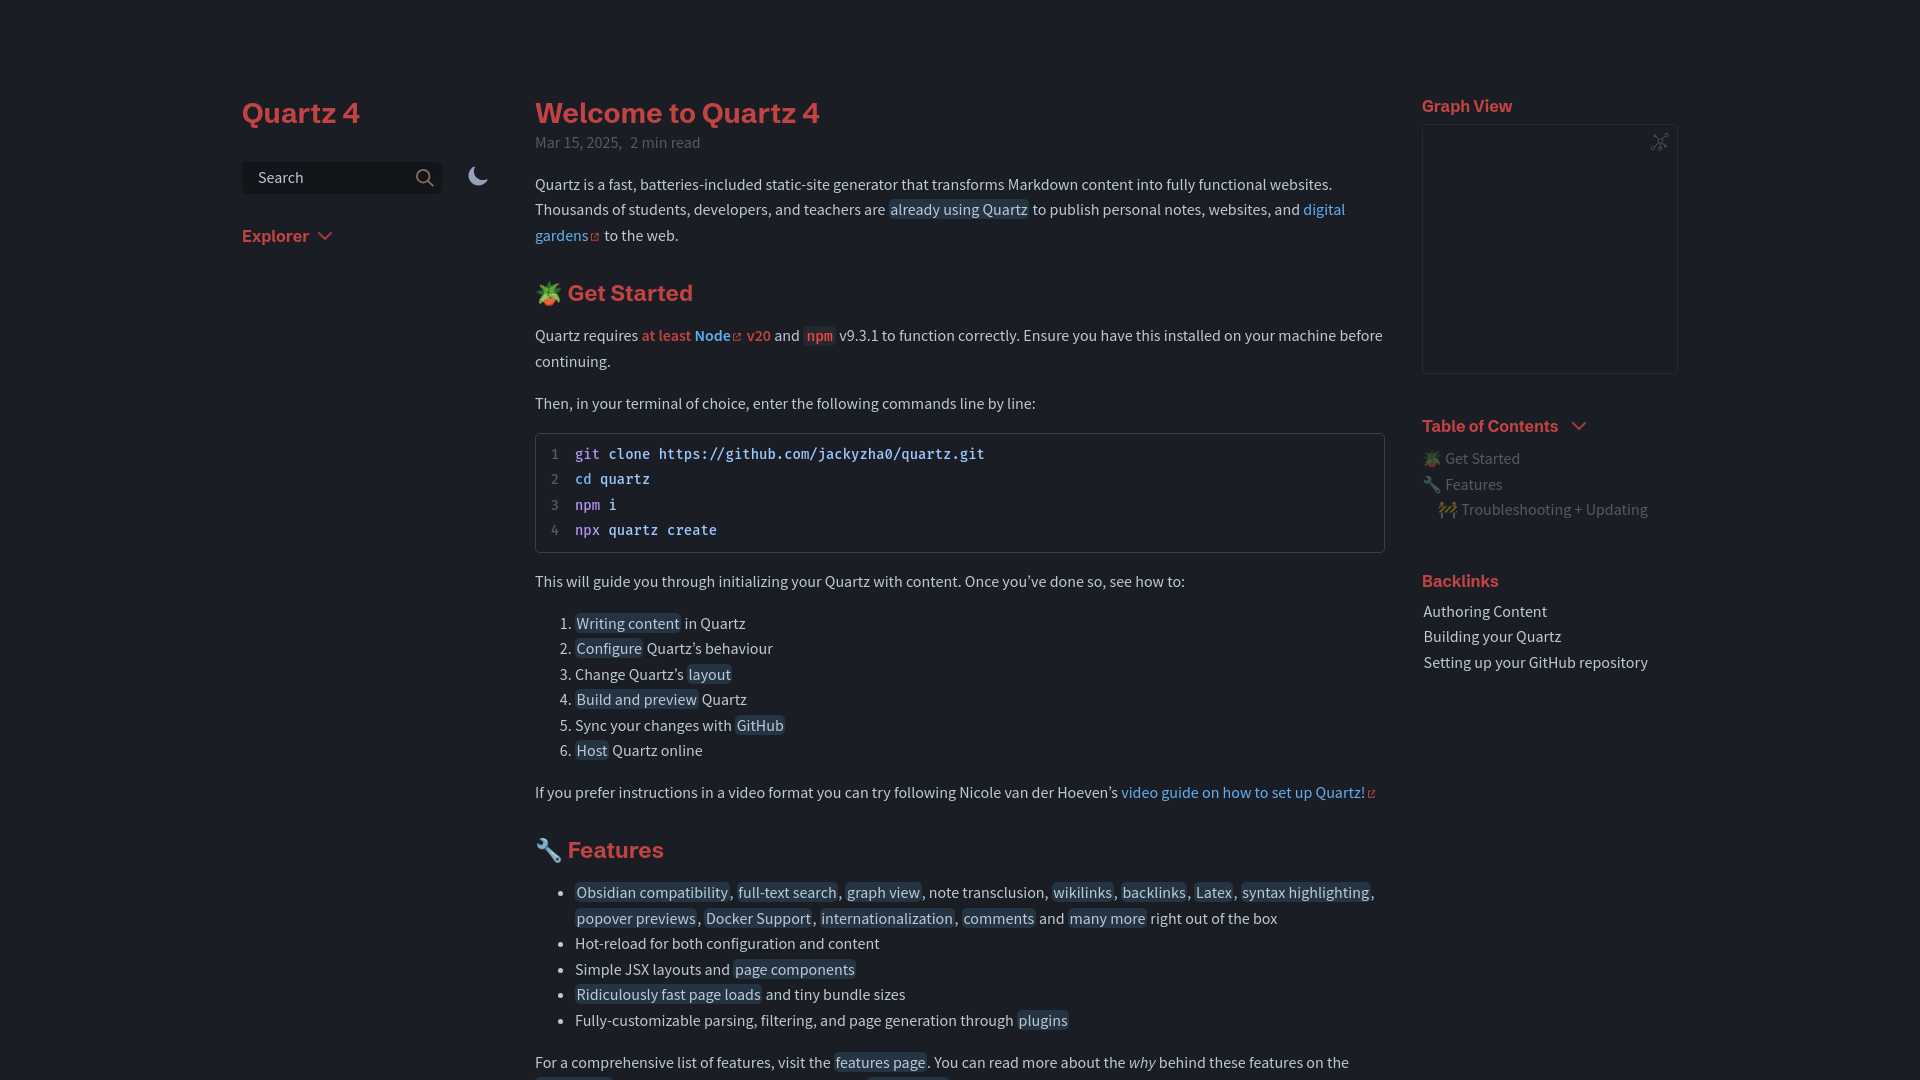 Quartz 4
Search
Explorer
Welcome to Quartz 4
Mar 15, 2025, 2 min read
Quartz is a fast, batteries-included static-site generator that transforms Markdown content into fully functional websites.
Thousands of students, developers, and teachers are already using Quartz to publish personal notes, websites, and digital
gardens to the web.
🪴 Get Started
Quartz requires at least Node v20 and npm v9.3.1 to function correctly. Ensure you have this installed on your machine before
continuing.
Then, in your terminal of choice, enter the following commands line by line:
1 git clone https://github.com/jackyzha0/quartz.git
2 cd quartz
3 npm i
4 npx quartz create
This will guide you through initializing your Quartz with content. Once you’ve done so, see how to:
1. Writing content in Quartz
2. Configure Quartz’s behaviour
3. Change Quartz’s layout
4. Build and preview Quartz
5. Sync your changes with GitHub
6. Host Quartz online
If you prefer instructions in a video format you can try following Nicole van der Hoeven’s video guide on how to set up Quartz!
🔧 Features
• Obsidian compatibility, full-text search, graph view, note transclusion, wikilinks, backlinks, Latex, syntax highlighting,
popover previews, Docker Support, internationalization, comments and many more right out of the box
• Hot-reload for both configuration and content
• Simple JSX layouts and page components
• Ridiculously fast page loads and tiny bundle sizes
• Fully-customizable parsing, filtering, and page generation through plugins
For a comprehensive list of features, visit the features page. You can read more about the why behind these features on the
Graph View
Table of Contents
🪴 Get Started
🔧 Features
🚧 Troubleshooting + Updating
Backlinks
Authoring Content
Building your Quartz
Setting up your GitHub repository